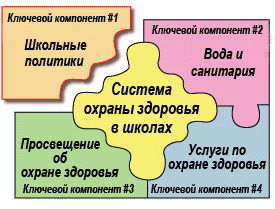 Ключевой компонент #1
Школьные
политики
Ключевой компонент #2
Вода и
санитария
Система
охраны здоровья
в школах
Просвещение
об
охране здоровья
Ключевой компонент #3
Услуги по
охране здоровья
Ключевой компонент #4